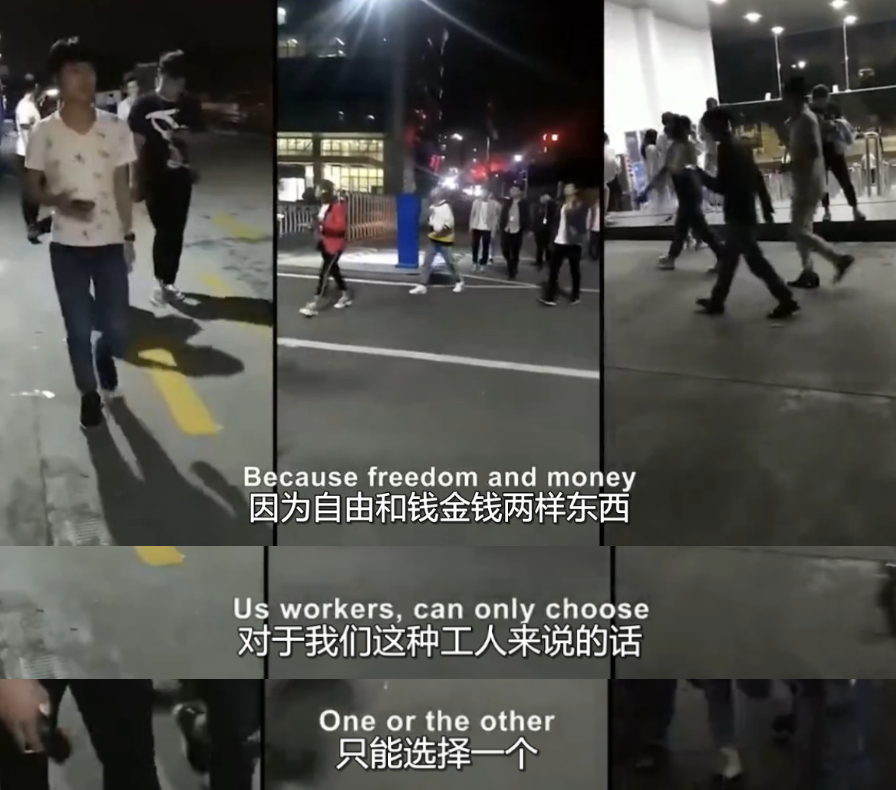 Because freedom and money
因为自由和钱金钱两样东西
Us workers, can only choose
对于我们这种工人来说的话
One or the other
只能选择一个